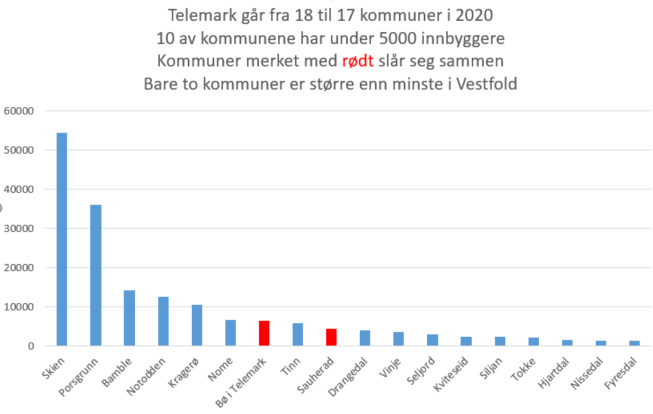 Telemark går fra 18 til 17 kommuner i 2020
10 av kommunene har under 5000 innbyggere
Kommuner merket med rødt slår seg sammen
Bare to kommuner er større enn minste i Vestfold
60000
50000
40000
30000
20000
10000
0
Skien
Porsgrunn
Bamble
Notodden
Kragerø
Nome
Bø i Telemark
Tinn
Sauherad
Drangedal
Vinje
Seljord
Kviteseid
Siljan
Tokke
Hjartdal
Nissedal
Fyresdal